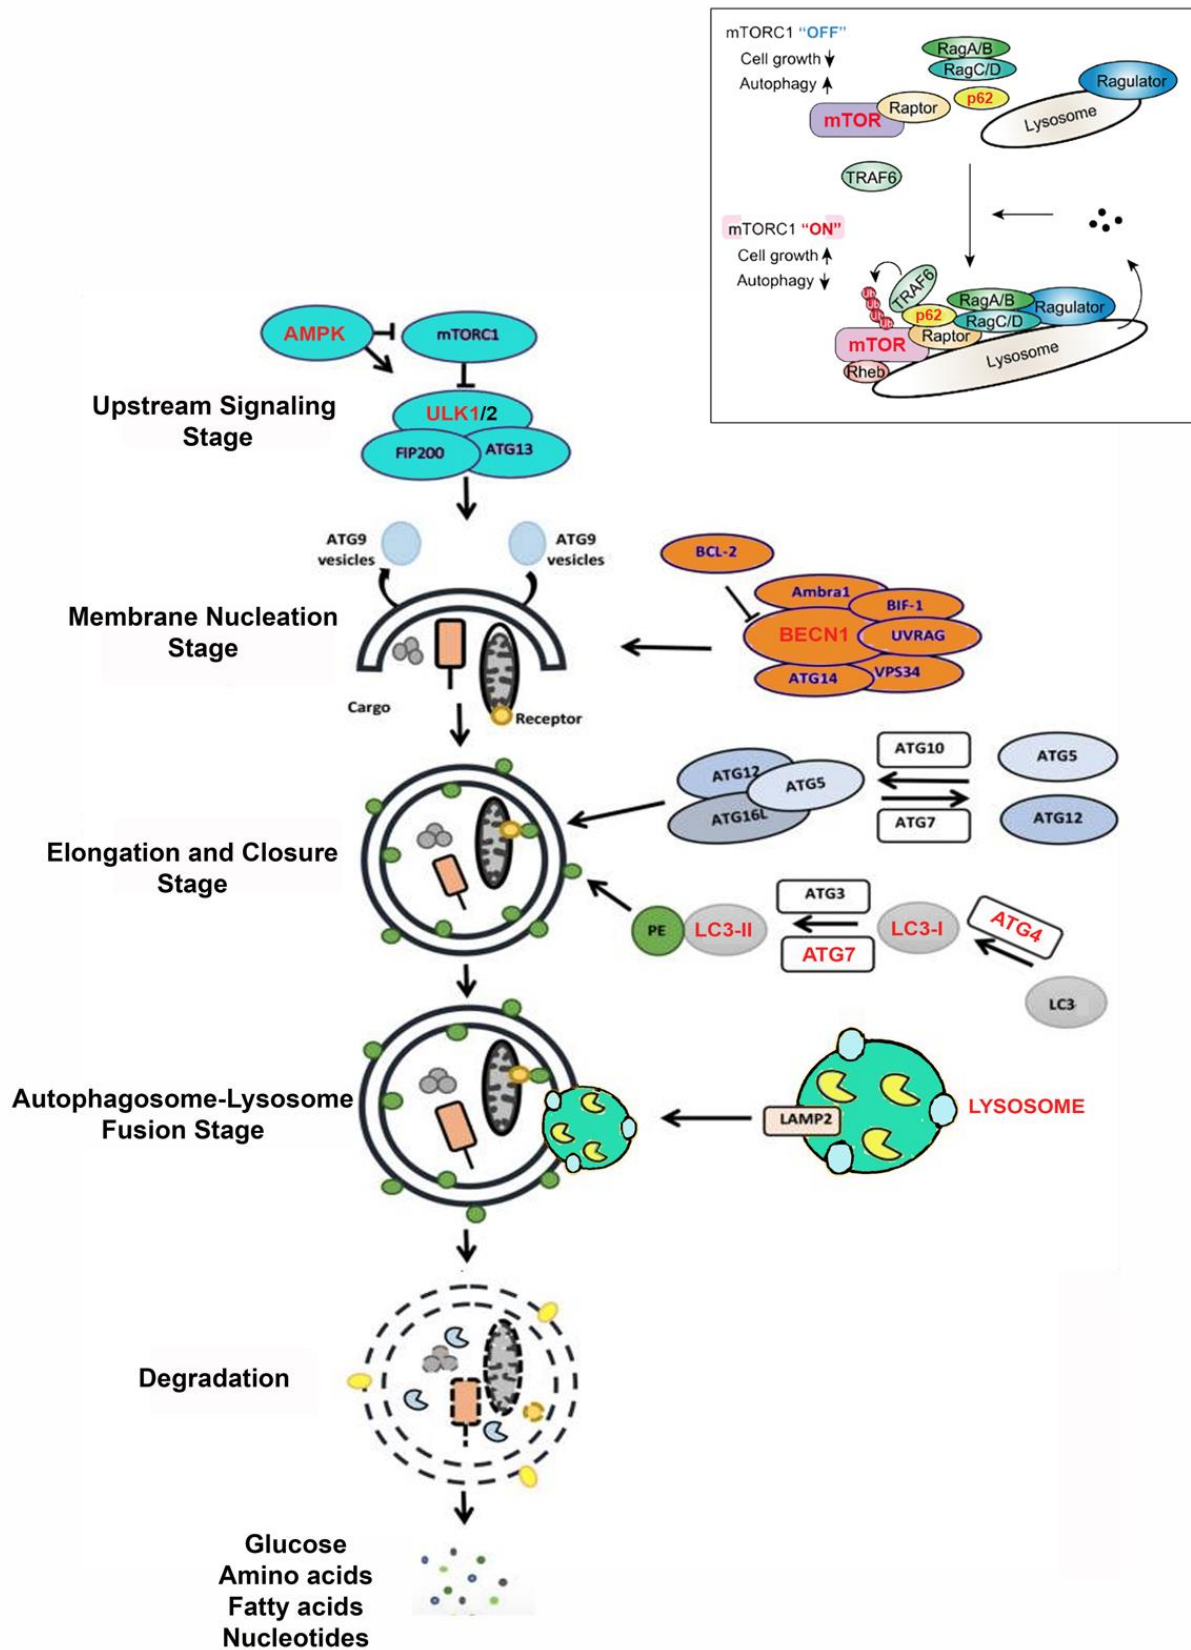 mTORC1 “OFF”
Cell growth
Autophagy
RagA/B
RagC/D
p62
Raptor
mTOR
Ragulator
Lysosome
TRAF6
mTORC1 “ON”
Cell growth
Autophagy
Ub
Ub
Ub
Ub
TRAF6
p62
RagA/B
RagC/D
Ragulator
Raptor
mTOR
Lysosome
Rheb
AMPK
mTORC1
Upstream Signaling
Stage
ULK1/2
FIP200
ATG13
ATG9
vesicles
ATG9
vesicles
BCL-2
Membrane Nucleation
Stage
Ambra1
BIF-1
BECN1
UVRAG
ATG14
VPS34
Cargo
Receptor
Elongation and Closure
Stage
ATG12
ATG5
ATG16L
ATG10
ATG7
ATG5
ATG12
PE
LC3-II
ATG3
ATG7
LC3-I
ATG4
LC3
Autophagosome-Lysosome
Fusion Stage
LAMP2
LYSOSOME
Degradation
Glucose
Amino acids
Fatty acids
Nucleotides